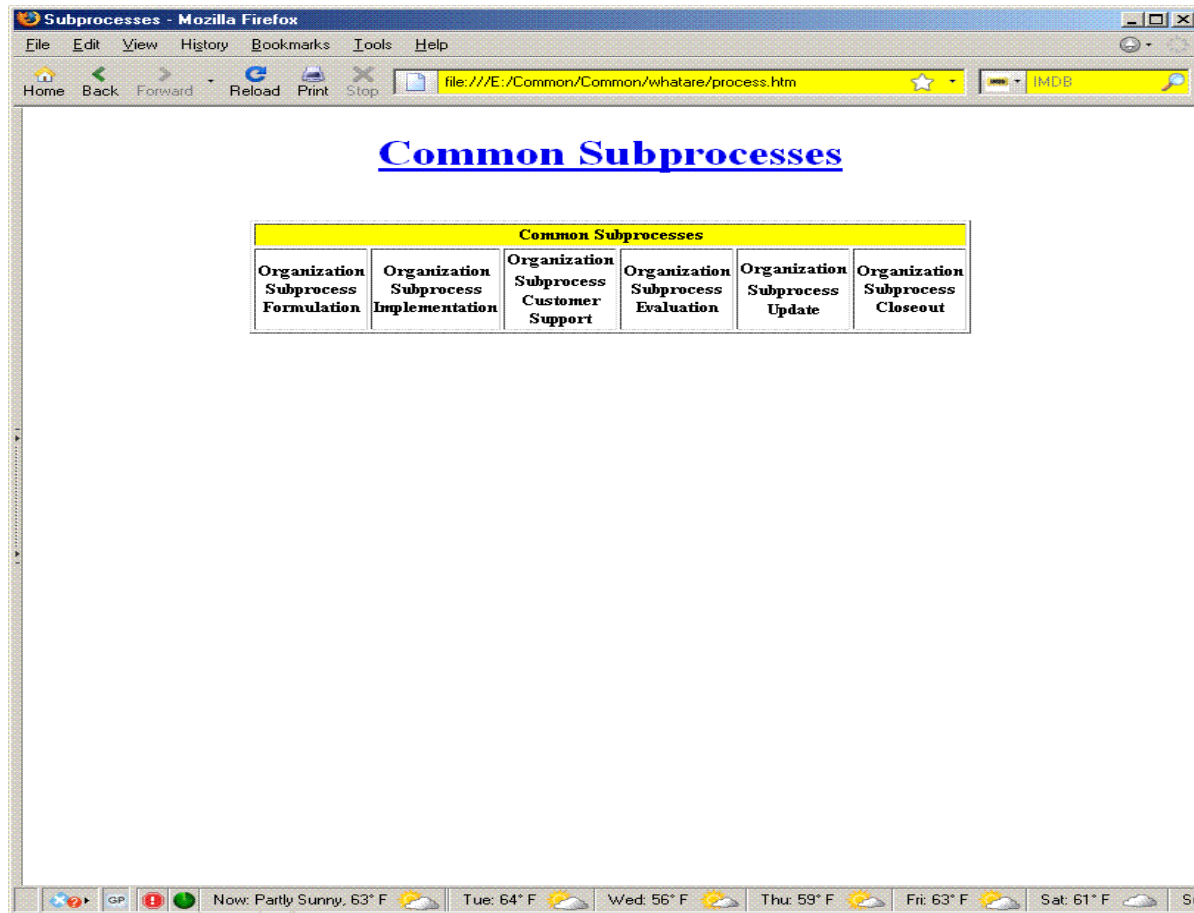 Subprocesses - Mozilla Firefox
File Edit View History Bookmarks Tools Help
Home Back Forward Reload Print Stop file:///E:/Common/Common/whatare/process.htm IMDB
Common Subprocesses
Common Subprocesses
Organization
Subprocess
Formulation
Organization
Subprocess
Implementation
Organization
Subprocess
Customer
Support
Organization
Subprocess
Evaluation
Organization
Subprocess
Update
Organization
Subprocess
Closeout
GP Now: Partly Sunny, 63° F Tue: 64° F Wed: 56° F Thu: 59° F Fri: 63° F Sat: 61° F S